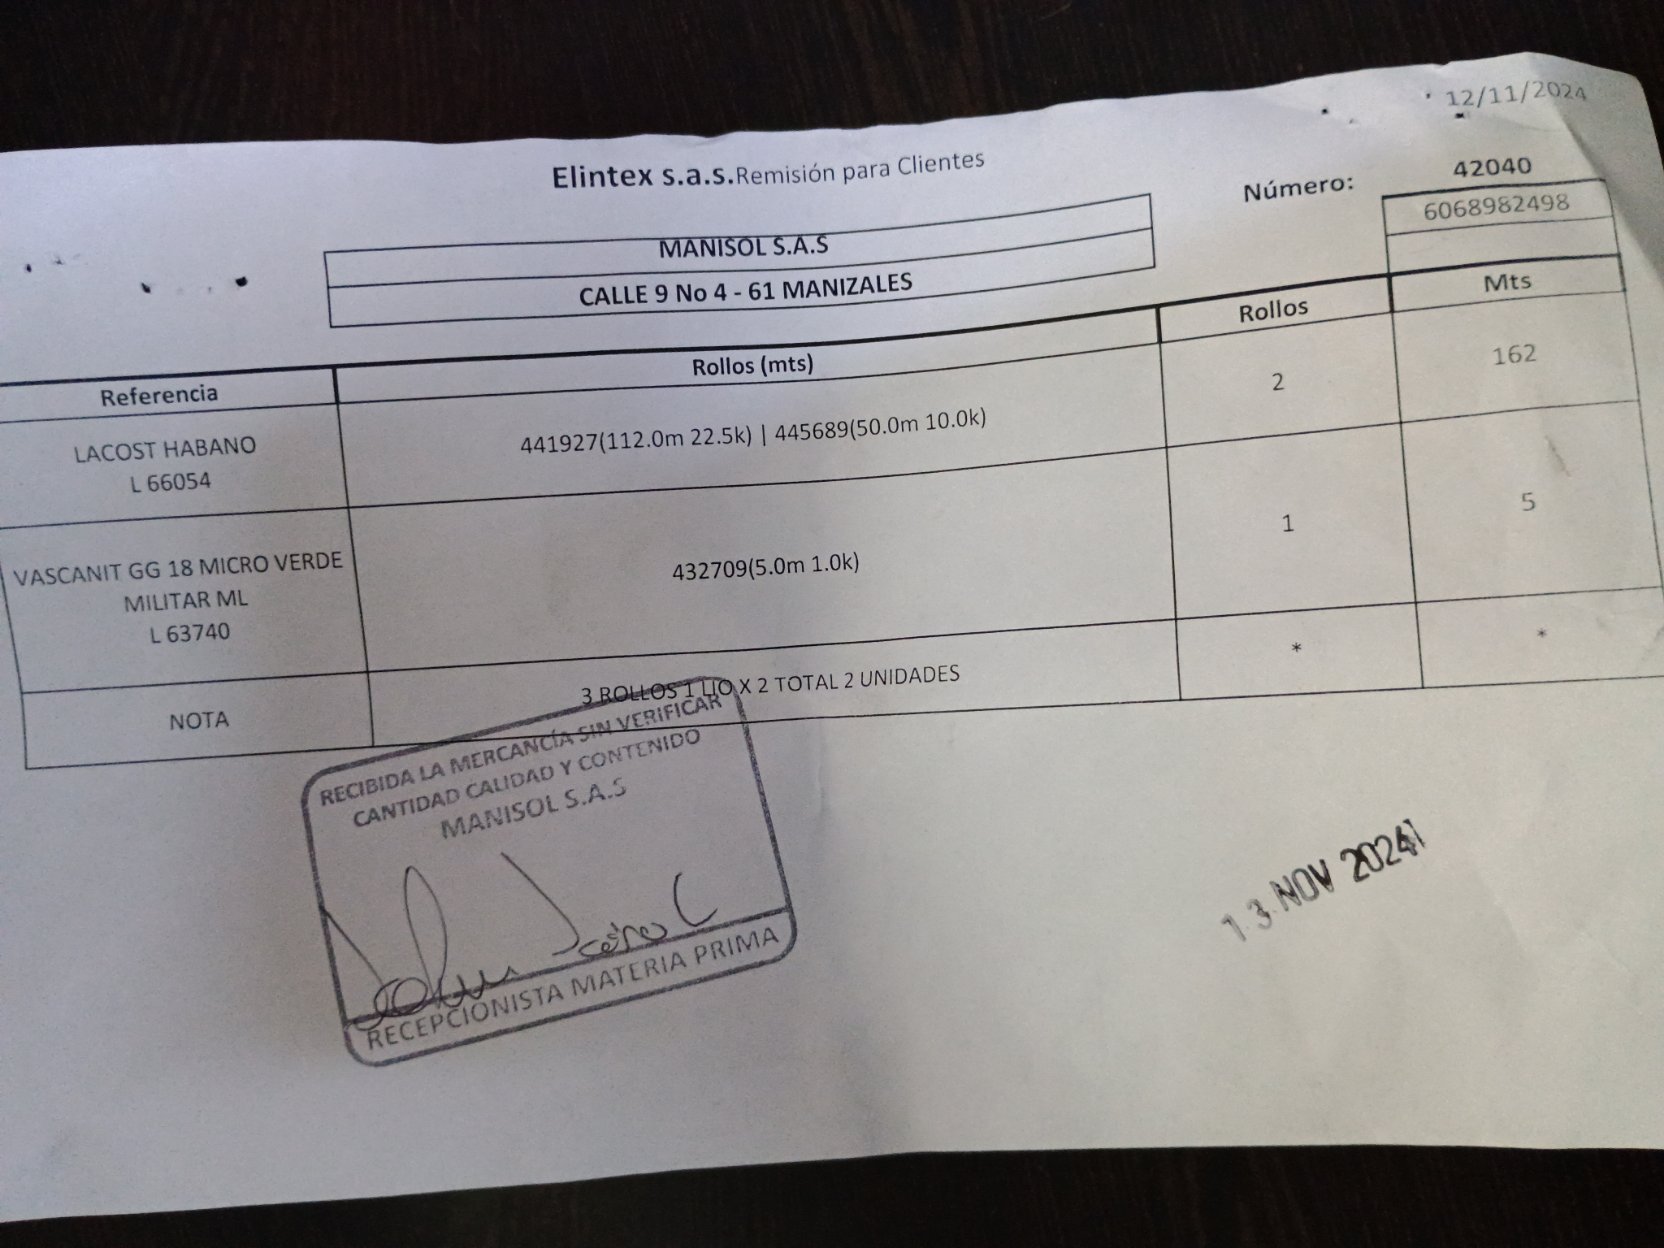 12/11/2024
Elintex s.a.s.Remisión para Clientes
Número: 42040
6068982498
MANISOL S.A.S
CALLE 9 No 4 - 61 MANIZALES
Referencia Rollos (mts) Rollos Mts
LACOST HABANO
L 66054
441927(112.0m 22.5k) | 445689(50.0m 10.0k) 2 162
VASCANIT GG 18 MICRO VERDE
MILITAR ML
L 63740
432709(5.0m 1.0k) 1 5
NOTA 3 ROLLOS 1 LIO X 2 TOTAL 2 UNIDADES * *
RECIBIDA LA MERCANCÍA SIN VERIFICAR
CANTIDAD CALIDAD Y CONTENIDO
MANISOL S.A.S
RECEPCIONISTA MATERIA PRIMA
13 NOV 2024